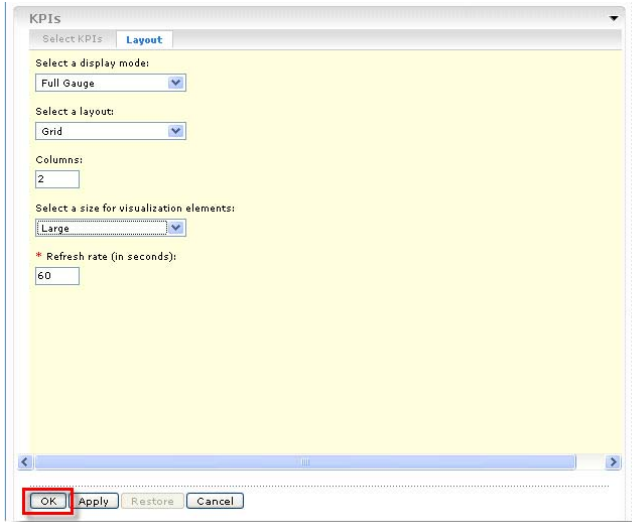 KPIs
Select KPIs Layout
Select a display mode:
Full Gauge
Select a layout:
Grid
Columns:
2
Select a size for visualization elements:
Large
* Refresh rate (in seconds):
60
OK Apply Restore Cancel